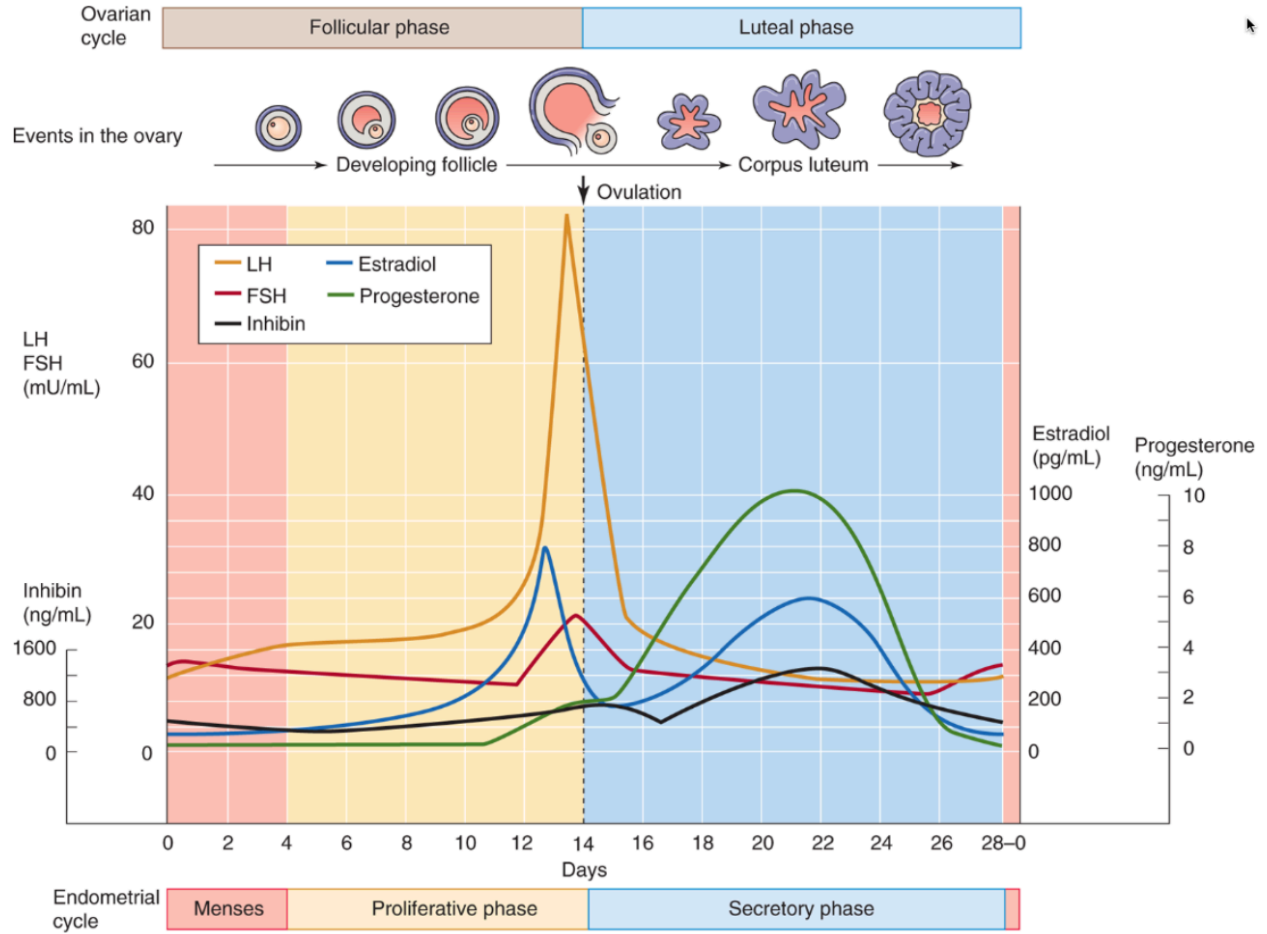 Ovarian
cycle
Follicular phase
Luteal phase
Events in the ovary
Developing follicle
Corpus luteum
Ovulation
80
60
40
20
0
LH
Estradiol
FSH
Progesterone
Inhibin
LH
FSH
(mU/mL)
Inhibin
(ng/mL)
1600
800
0
Estradiol
(pg/mL)
1000
800
600
400
200
0
Progesterone
(ng/mL)
10
8
6
4
2
0
0 2 4 6 8 10 12 14 16 18 20 22 24 26 28–0
Days
Endometrial
cycle
Menses
Proliferative phase
Secretory phase